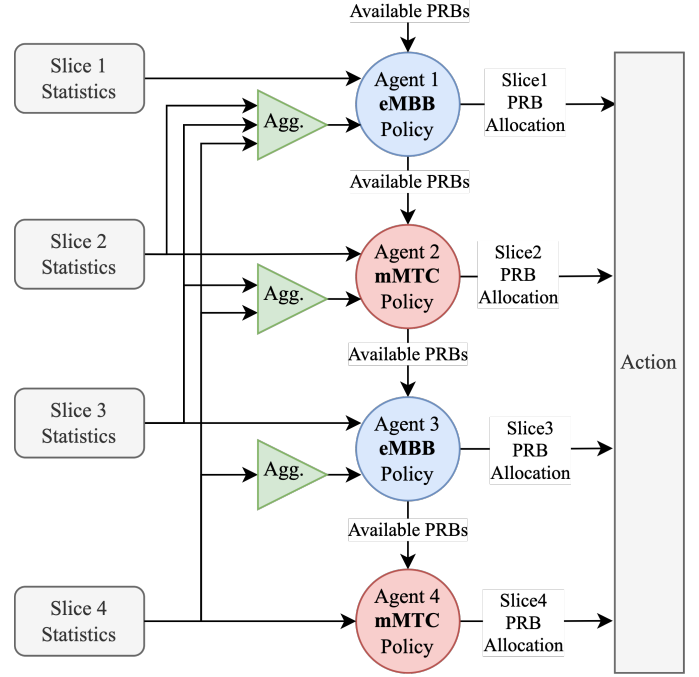 Available PRBs
Slice 1
Statistics
Agg.
Agent 1
eMBB
Policy
Slice1
PRB
Allocation
Available PRBs
Slice 2
Statistics
Agg.
Agent 2
mMTC
Policy
Slice2
PRB
Allocation
Action
Available PRBs
Slice 3
Statistics
Agg.
Agent 3
eMBB
Policy
Slice3
PRB
Allocation
Available PRBs
Slice 4
Statistics
Agent 4
mMTC
Policy
Slice4
PRB
Allocation